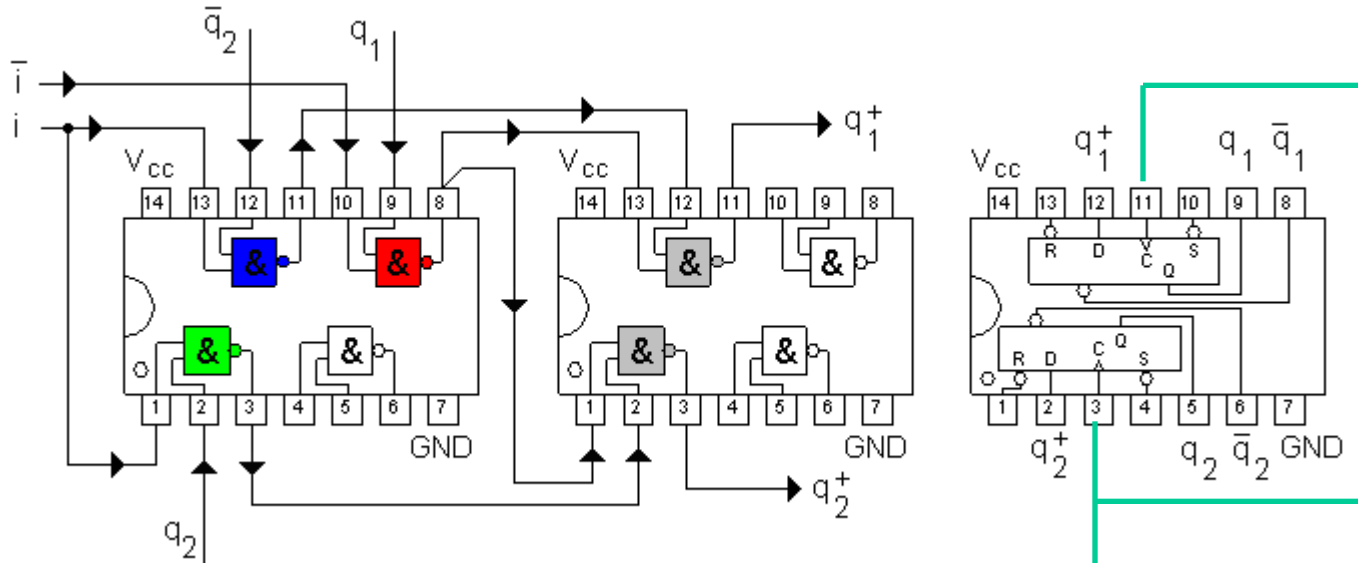 q̅₂ q₁
i̅
i
q₁⁺
q₁⁺ q₁ q̅₁
Vcc Vcc Vcc
14 13 12 11 10 9 8 14 13 12 11 10 9 8 14 13 12 11 10 9 8
R D C S
Q
& & & &
Q
& & & & R D C S
1 2 3 4 5 6 7 1 2 3 4 5 6 7 1 2 3 4 5 6 7
GND GND q₂⁺ q₂ q̅₂ GND
q₂⁺
q₂